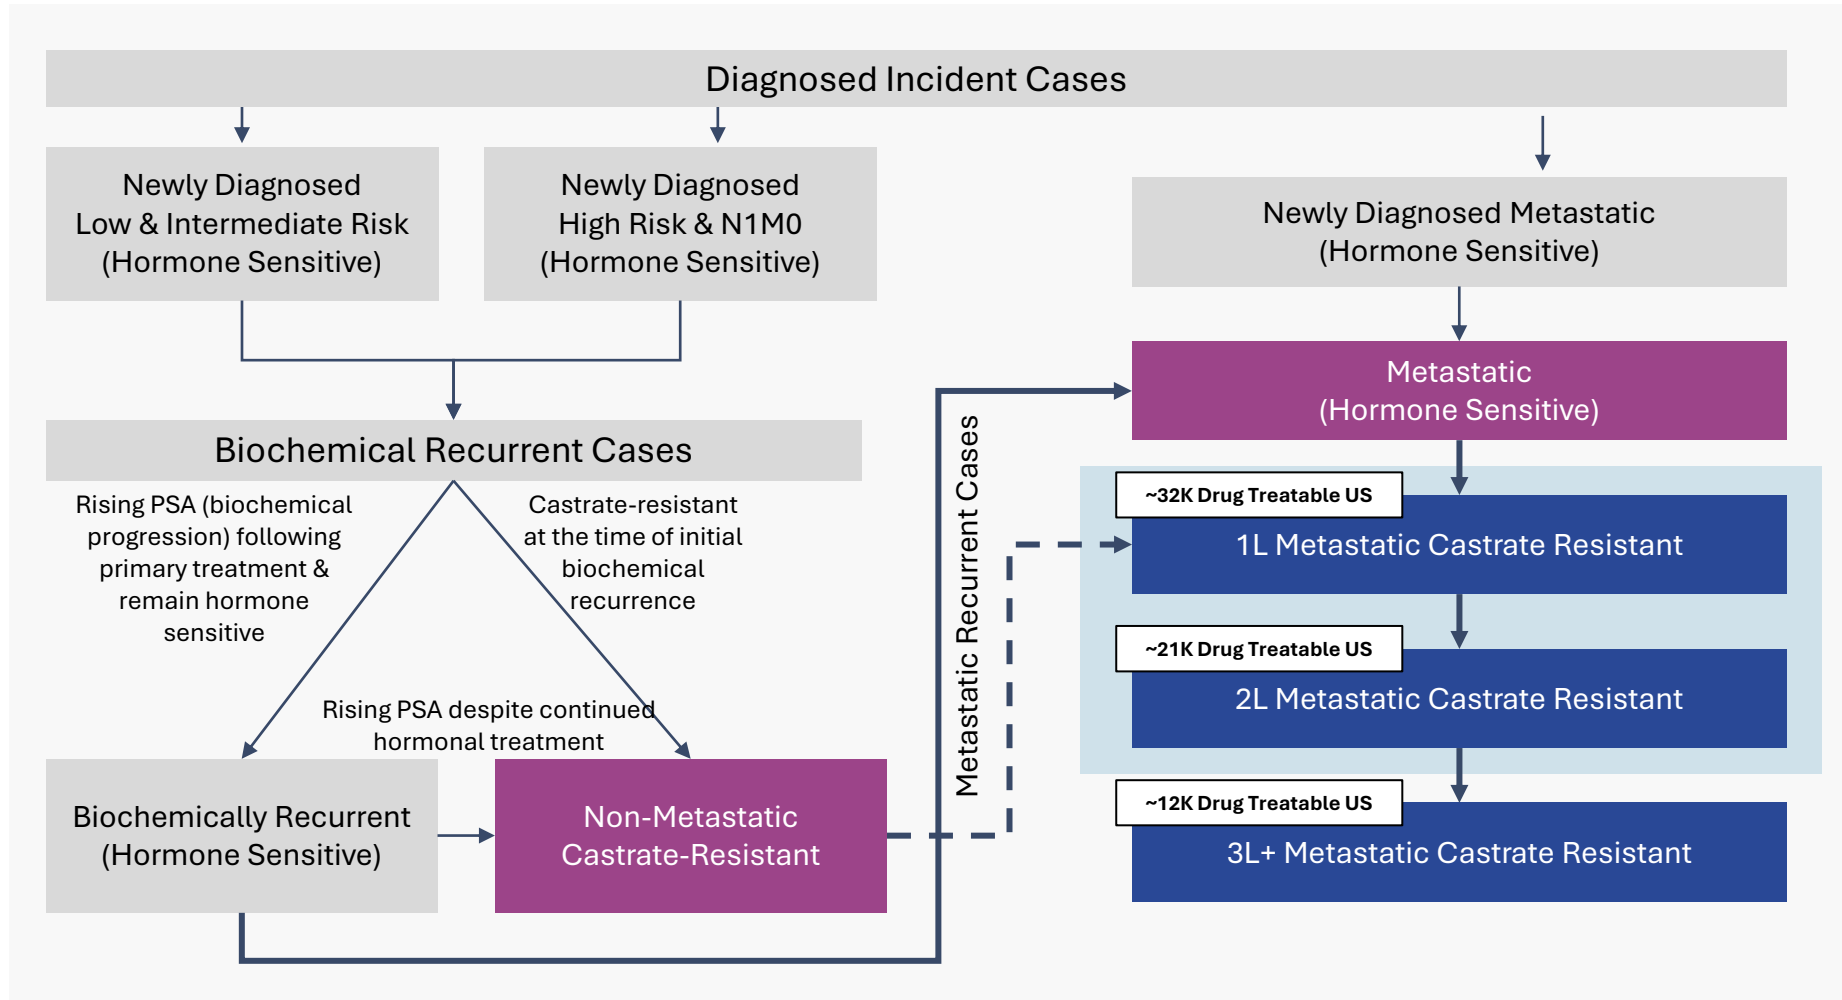 Diagnosed Incident Cases
Newly Diagnosed
Low & Intermediate Risk
(Hormone Sensitive)
Newly Diagnosed
High Risk & N1M0
(Hormone Sensitive)
Newly Diagnosed Metastatic
(Hormone Sensitive)
Metastatic
(Hormone Sensitive)
Biochemical Recurrent Cases
Rising PSA (biochemical
progression) following
primary treatment &
remain hormone
sensitive
Castrate-resistant
at the time of initial
biochemical
recurrence
Rising PSA despite continued
hormonal treatment
Biochemically Recurrent
(Hormone Sensitive)
Non-Metastatic
Castrate-Resistant
Metastatic Recurrent Cases
~32K Drug Treatable US
1L Metastatic Castrate Resistant
~21K Drug Treatable US
2L Metastatic Castrate Resistant
~12K Drug Treatable US
3L+ Metastatic Castrate Resistant